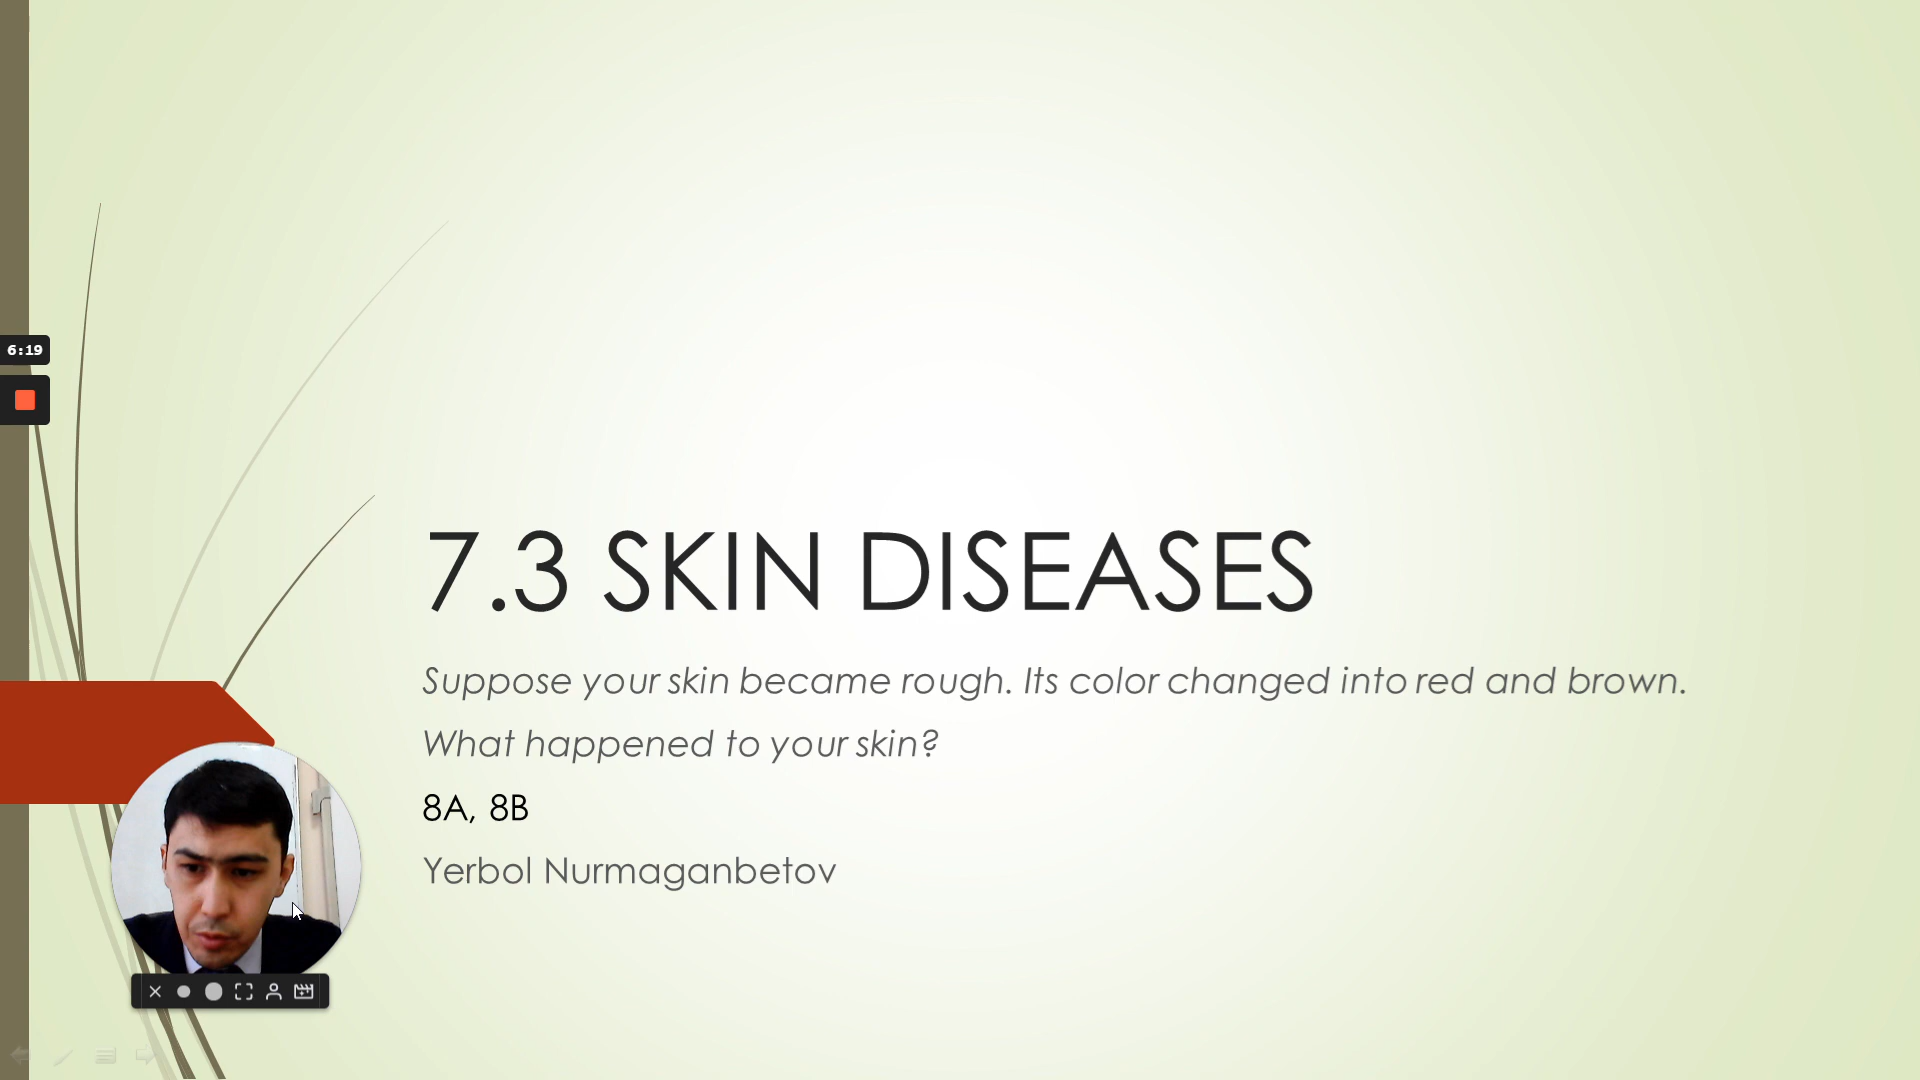 6:19
7.3 SKIN DISEASES
Suppose your skin became rough. Its color changed into red and brown.
What happened to your skin?
8A, 8B
Yerbol Nurmaganbetov